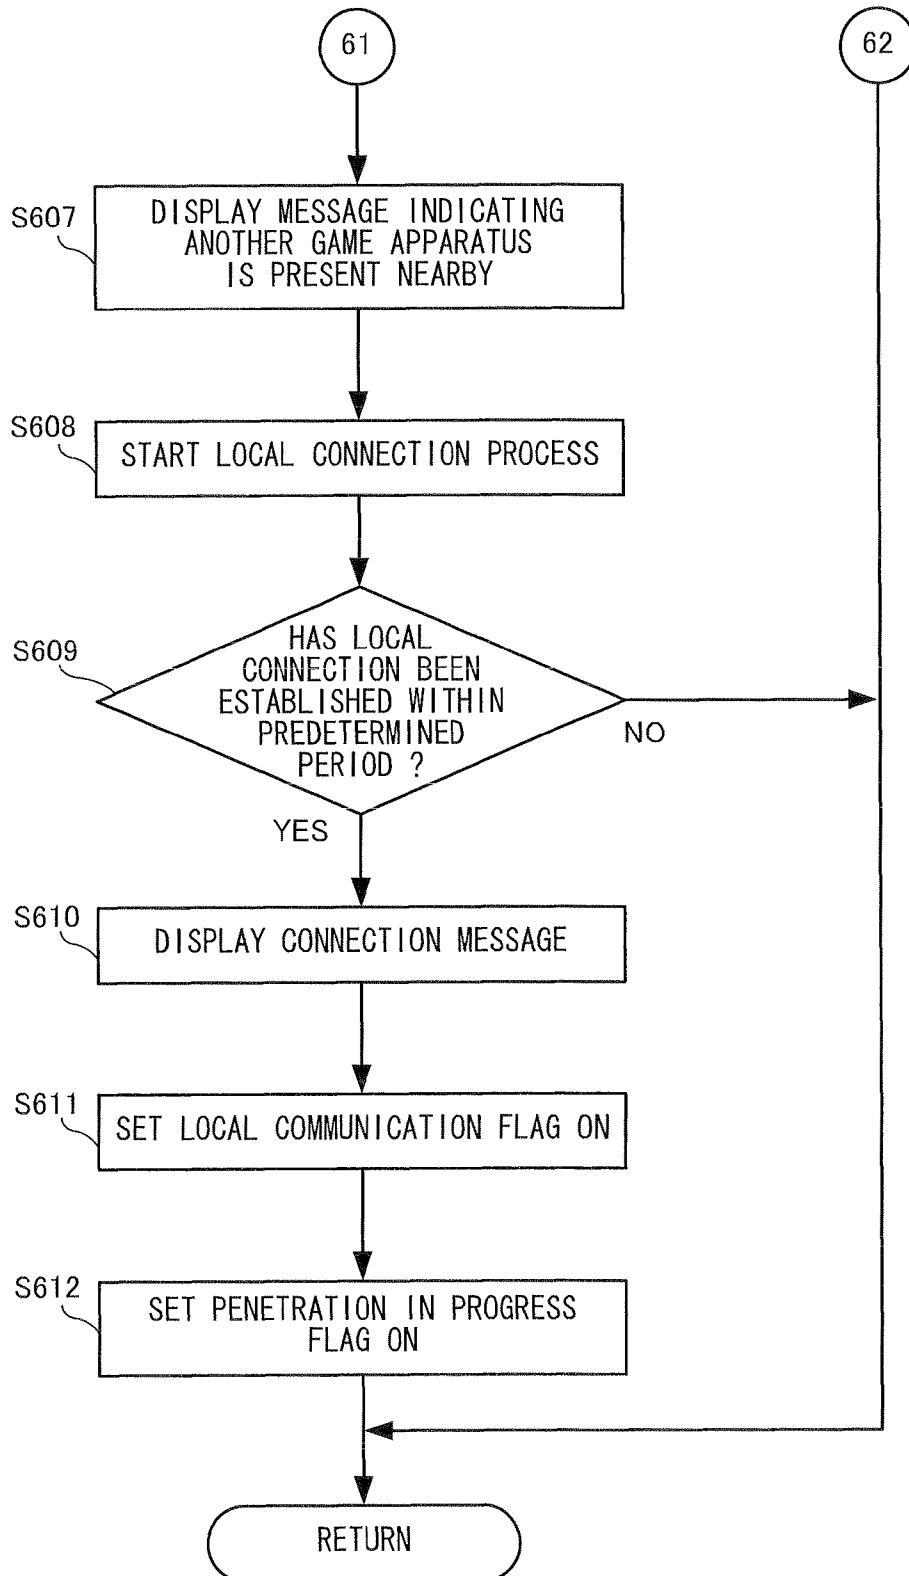 61
62
S607
DISPLAY MESSAGE INDICATING
ANOTHER GAME APPARATUS
IS PRESENT NEARBY
S608
START LOCAL CONNECTION PROCESS
S609
HAS LOCAL
CONNECTION BEEN
ESTABLISHED WITHIN
PREDETERMINED
PERIOD ?
NO
YES
S610
DISPLAY CONNECTION MESSAGE
S611
SET LOCAL COMMUNICATION FLAG ON
S612
SET PENETRATION IN PROGRESS
FLAG ON
RETURN